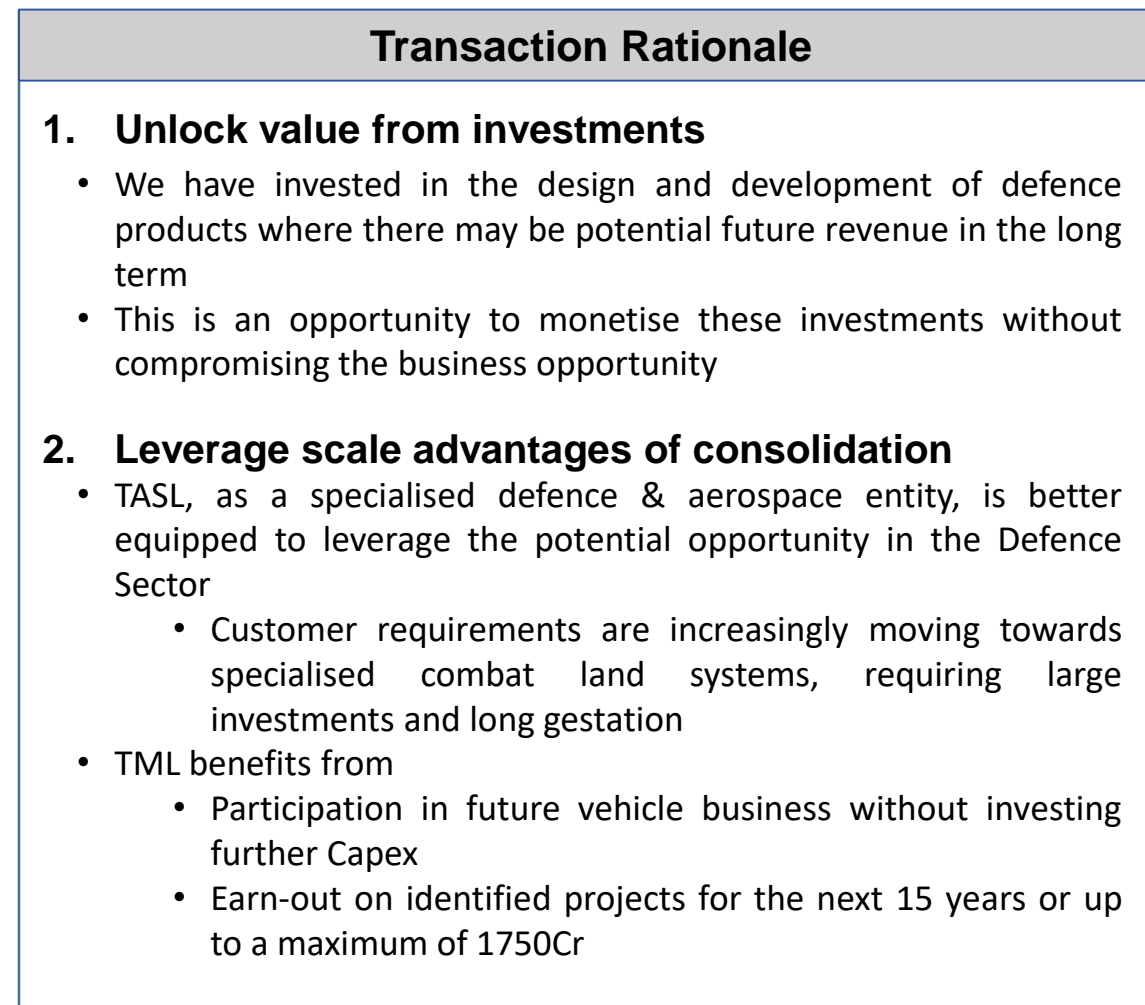 Transaction Rationale
1. Unlock value from investments
• We have invested in the design and development of defence
products where there may be potential future revenue in the long
term
• This is an opportunity to monetise these investments without
compromising the business opportunity
2. Leverage scale advantages of consolidation
• TASL, as a specialised defence & aerospace entity, is better
equipped to leverage the potential opportunity in the Defence
Sector
• Customer requirements are increasingly moving towards
specialised combat land systems, requiring large
investments and long gestation
• TML benefits from
• Participation in future vehicle business without investing
further Capex
• Earn-out on identified projects for the next 15 years or up
to a maximum of 1750Cr